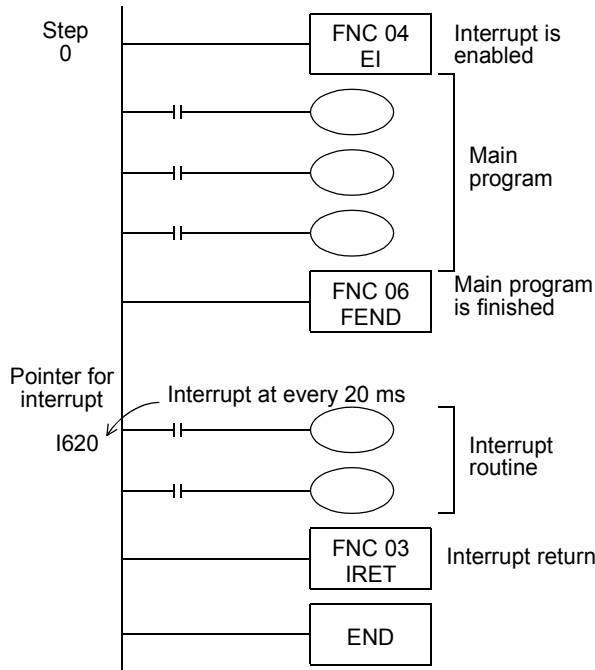 Step
0
FNC 04
EI
Interrupt is
enabled
Main
program
FNC 06
FEND
Main program
is finished
Pointer for
interrupt
Interrupt at every 20 ms
I620
Interrupt
routine
FNC 03
IRET
Interrupt return
END